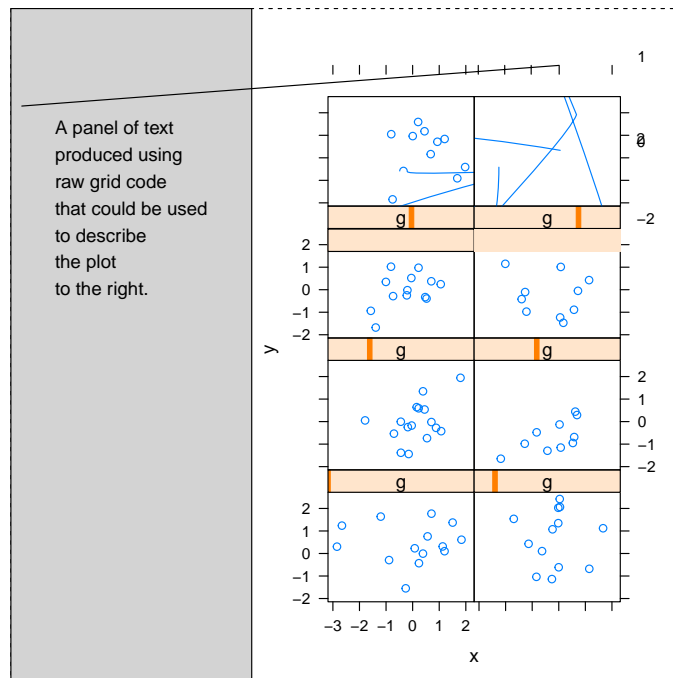 A panel of text
produced using
raw grid code
that could be used
to describe
the plot
to the right.
1
0
−2
g g
2
1
0
−1
−2
g g
2
1
0
−1
−2
g g
2
1
0
−1
−2
−3 −2 −1 0 1 2
x
y